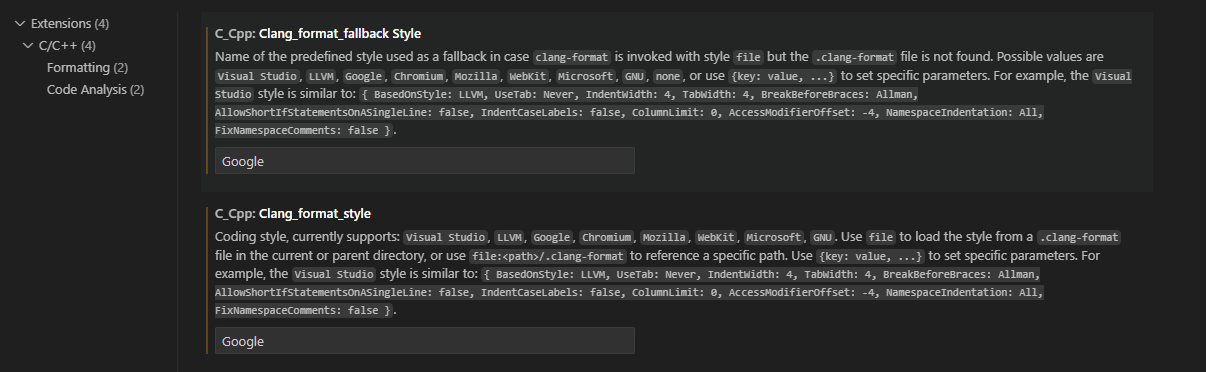 Extensions (4)
C/C++ (4)
Formatting (2)
Code Analysis (2)
C_Cpp: Clang_format_fallback Style
Name of the predefined style used as a fallback in case clang-format is invoked with style file but the .clang-format file is not found. Possible values are
Visual Studio, LLVM, Google, Chromium, Mozilla, WebKit, Microsoft, GNU, none, or use {key: value, ...} to set specific parameters. For example, the Visual
Studio style is similar to: { BasedOnStyle: LLVM, UseTab: Never, IndentWidth: 4, TabWidth: 4, BreakBeforeBraces: Allman,
AllowShortIfStatementsOnASingleLine: false, IndentCaseLabels: false, ColumnLimit: 0, AccessModifierOffset: -4, NamespaceIndentation: All,
FixNamespaceComments: false }.
Google
C_Cpp: Clang_format_style
Coding style, currently supports: Visual Studio, LLVM, Google, Chromium, Mozilla, WebKit, Microsoft, GNU. Use file to load the style from a .clang-format
file in the current or parent directory, or use file:<path>/.clang-format to reference a specific path. Use {key: value, ...} to set specific parameters. For
example, the Visual Studio style is similar to: { BasedOnStyle: LLVM, UseTab: Never, IndentWidth: 4, TabWidth: 4, BreakBeforeBraces: Allman,
AllowShortIfStatementsOnASingleLine: false, IndentCaseLabels: false, ColumnLimit: 0, AccessModifierOffset: -4, NamespaceIndentation: All,
FixNamespaceComments: false }.
Google